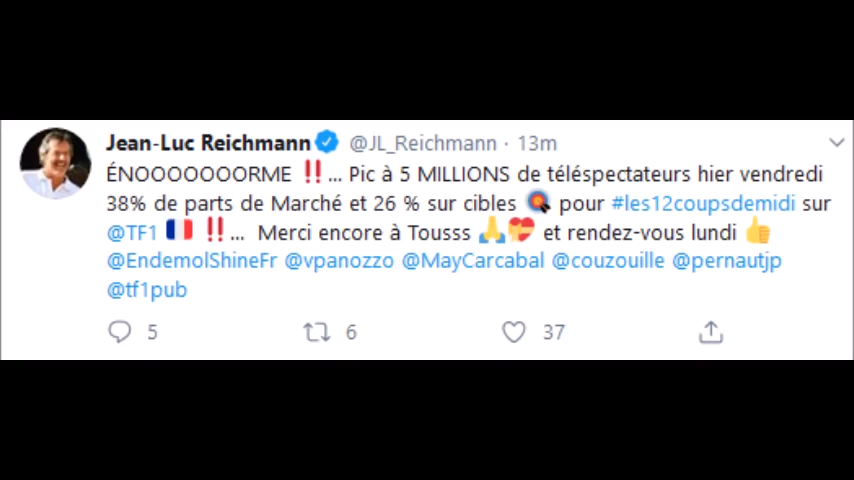 Jean-Luc Reichmann @JL_Reichmann · 13m
ÉNOOOOOOORME ‼️... Pic à 5 MILLIONS de téléspectateurs hier vendredi
38% de parts de Marché et 26 % sur cibles 🎯 pour #les12coupsdemidi sur
@TF1 🇫🇷 ‼️... Merci encore à Tousss 🙏💝 et rendez-vous lundi 👍
@EndemolShineFr @vpanozzo @MayCarcabal @couzouille @pernautjp
@tf1pub
5 6 37